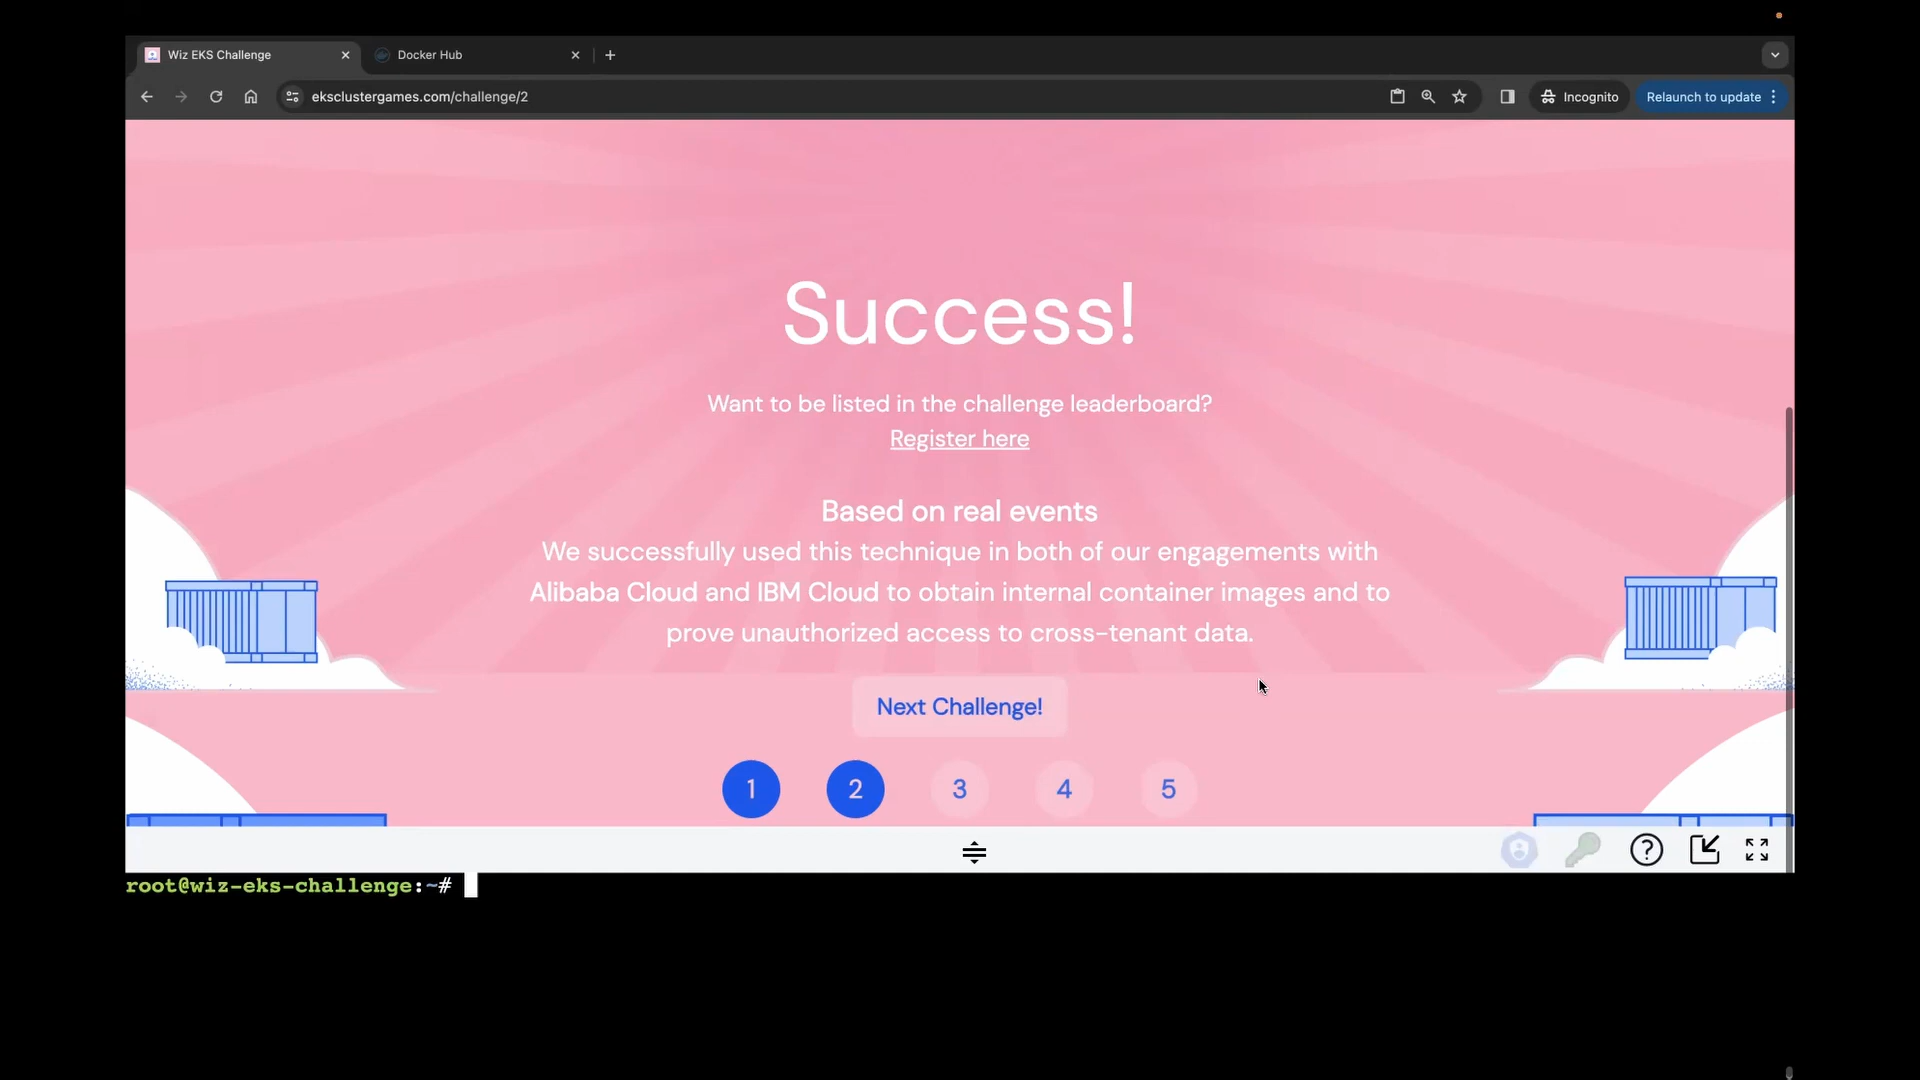 Wiz EKS Challenge
Docker Hub
eksclustergames.com/challenge/2
Incognito
Relaunch to update
Success!
Want to be listed in the challenge leaderboard?
Register here
Based on real events
We successfully used this technique in both of our engagements with
Alibaba Cloud and IBM Cloud to obtain internal container images and to
prove unauthorized access to cross-tenant data.
Next Challenge!
1 2 3 4 5
root@wiz-eks-challenge:~#